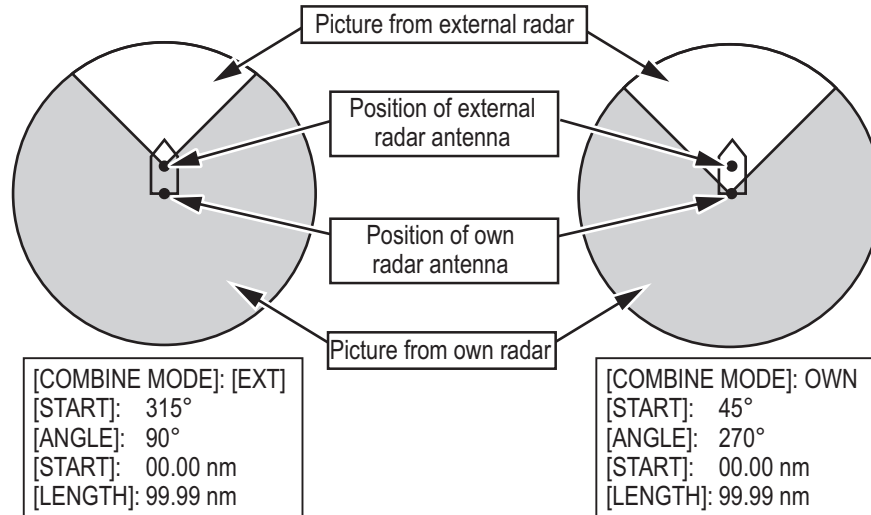 Picture from external radar
Position of external
radar antenna
Position of own
radar antenna
Picture from own radar
[COMBINE MODE]: [EXT]
[START]: 315°
[ANGLE]: 90°
[START]: 00.00 nm
[LENGTH]: 99.99 nm
[COMBINE MODE]: OWN
[START]: 45°
[ANGLE]: 270°
[START]: 00.00 nm
[LENGTH]: 99.99 nm